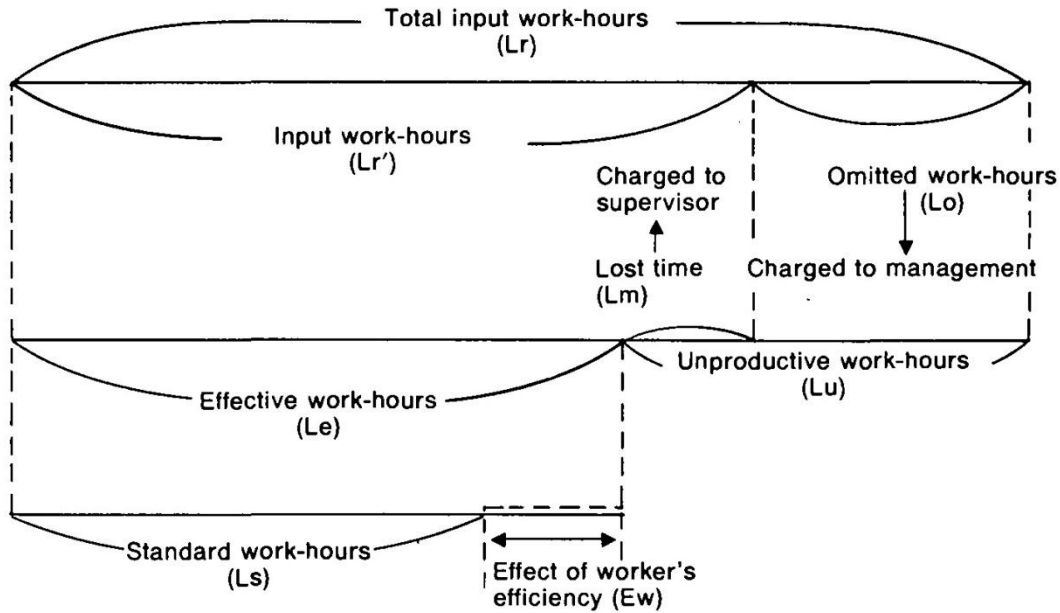 Total input work-hours
(Lr)
Input work-hours
(Lr′)
Charged to
supervisor
Omitted work-hours
(Lo)
Lost time
(Lm)
Charged to management
Unproductive work-hours
(Lu)
Effective work-hours
(Le)
Standard work-hours
(Ls)
Effect of worker's
efficiency (Ew)